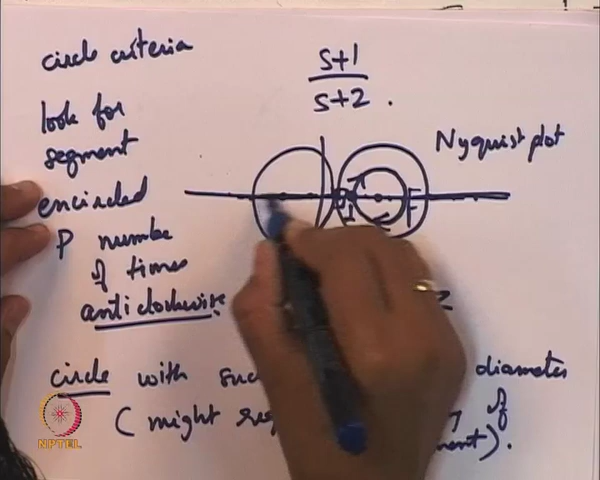 circle criteria
s+1
s+2 .
look for
segment
Nyquist plot
encircled
P number
of times
anticlockwise.
circle with diameter
( might of
ment).
NPTEL